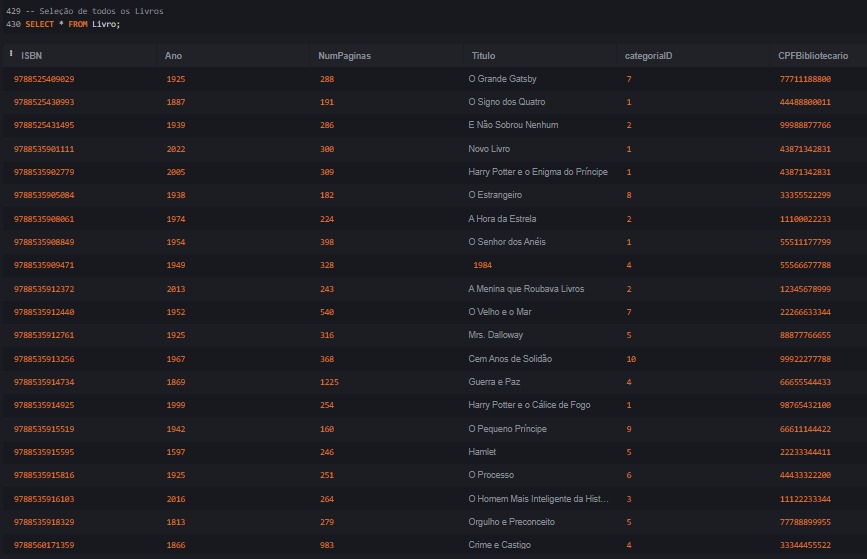 429 -- Seleção de todos os Livros
430 SELECT * FROM Livro;
ISBN Ano NumPaginas Titulo categoriaID CPFBibliotecario
9788525409029 1925 288 O Grande Gatsby 7 77711188800
9788525430993 1887 191 O Signo dos Quatro 1 44488800011
9788525431495 1939 286 E Não Sobrou Nenhum 2 99988877766
9788535901111 2022 300 Novo Livro 1 43871342831
9788535902779 2005 309 Harry Potter e o Enigma do Príncipe 1 43871342831
9788535905084 1938 182 O Estrangeiro 8 33355522299
9788535908061 1974 224 A Hora da Estrela 2 11100022233
9788535908849 1954 398 O Senhor dos Anéis 1 55511177799
9788535909471 1949 328 1984 4 55566677788
9788535912372 2013 243 A Menina que Roubava Livros 2 12345678999
9788535912440 1952 540 O Velho e o Mar 7 22266633344
9788535912761 1925 316 Mrs. Dalloway 5 88877766655
9788535913256 1967 368 Cem Anos de Solidão 10 99922277788
9788535914734 1869 1225 Guerra e Paz 4 66655544433
9788535914925 1999 254 Harry Potter e o Cálice de Fogo 1 98765432100
9788535915519 1942 160 O Pequeno Príncipe 9 66611144422
9788535915595 1597 246 Hamlet 5 22233344411
9788535915816 1925 251 O Processo 6 44433322200
9788535916103 2016 264 O Homem Mais Inteligente da Hist... 3 11122233344
9788535918329 1813 279 Orgulho e Preconceito 5 77788899955
9788560171359 1866 983 Crime e Castigo 4 33344455522